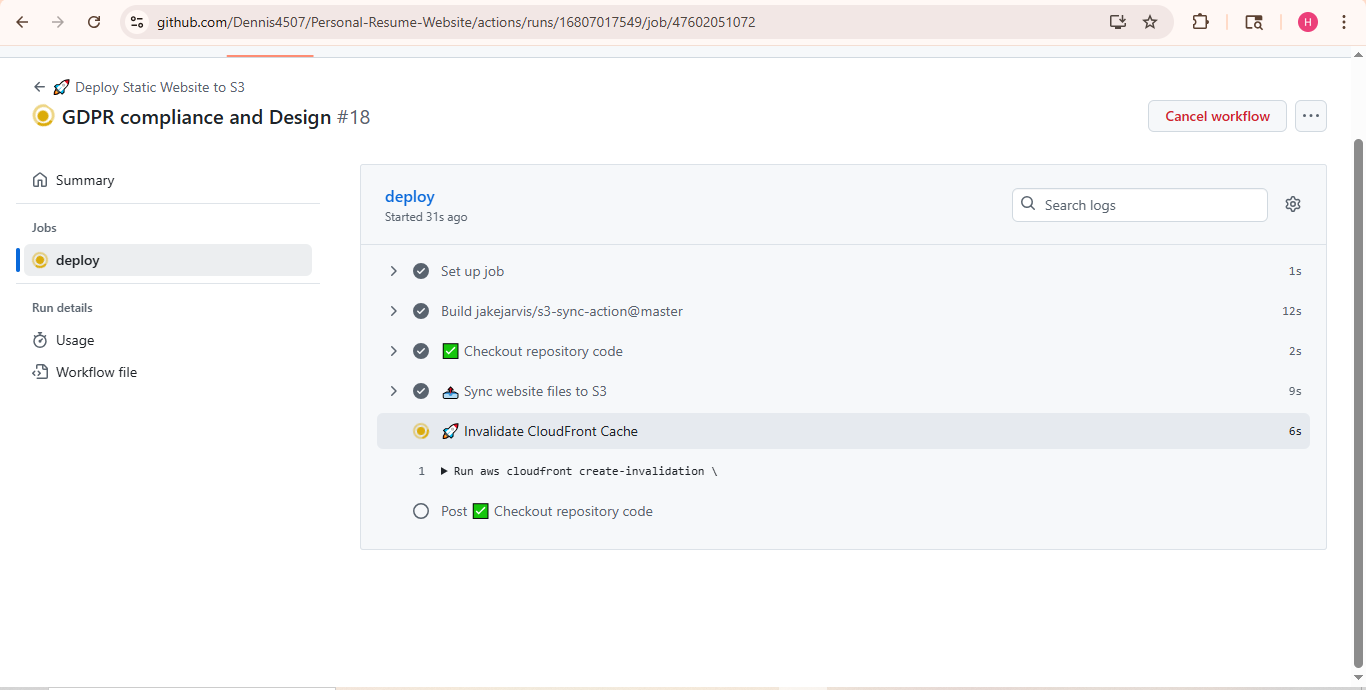 github.com/Dennis4507/Personal-Resume-Website/actions/runs/16807017549/job/47602051072
H
🚀 Deploy Static Website to S3
GDPR compliance and Design #18
Cancel workflow
Summary
Jobs
deploy
Run details
Usage
Workflow file
deploy
Started 31s ago
Search logs
Set up job 1s
Build jakejarvis/s3-sync-action@master 12s
✅ Checkout repository code 2s
📤 Sync website files to S3 9s
🚀 Invalidate CloudFront Cache 6s
1 ▶ Run aws cloudfront create-invalidation \
Post ✅ Checkout repository code